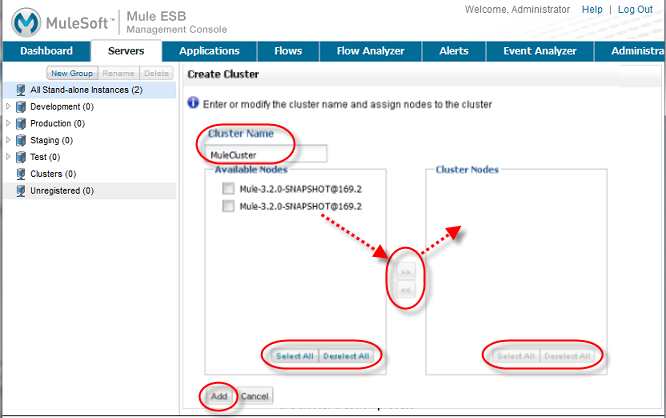 Welcome, Administrator Help | Log Out
MuleSoft™ Mule ESB
Management Console
Dashboard Servers Applications Flows Flow Analyzer Alerts Event Analyzer Administra
New Group Rename Delete
All Stand-alone Instances (2)
Development (0)
Production (0)
Staging (0)
Test (0)
Clusters (0)
Unregistered (0)
Create Cluster
Enter or modify the cluster name and assign nodes to the cluster
Cluster Name
MuleCluster
Available Nodes
Mule-3.2.0-SNAPSHOT@169.2
Mule-3.2.0-SNAPSHOT@169.2
Select All Deselect All
>>
<<
Cluster Nodes
Select All Deselect All
Add Cancel